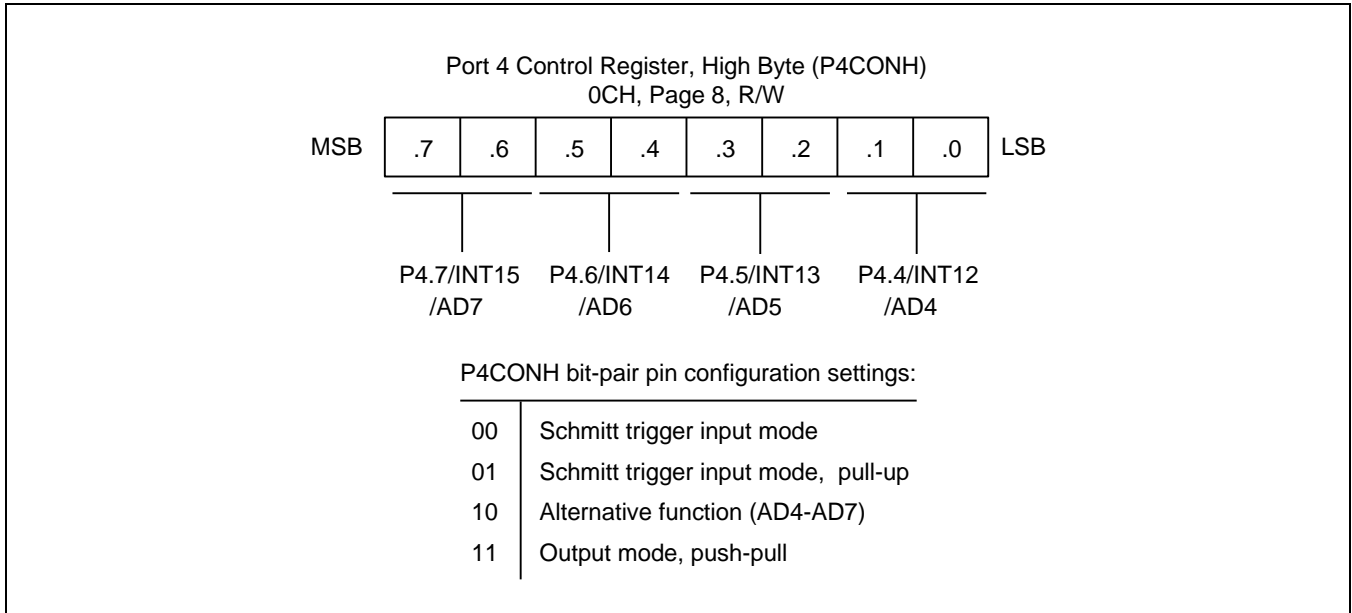 Port 4 Control Register, High Byte (P4CONH)
0CH, Page 8, R/W
MSB .7 .6 .5 .4 .3 .2 .1 .0 LSB
P4.7/INT15 P4.6/INT14 P4.5/INT13 P4.4/INT12
/AD7 /AD6 /AD5 /AD4
P4CONH bit-pair pin configuration settings:
00 Schmitt trigger input mode
01 Schmitt trigger input mode, pull-up
10 Alternative function (AD4-AD7)
11 Output mode, push-pull